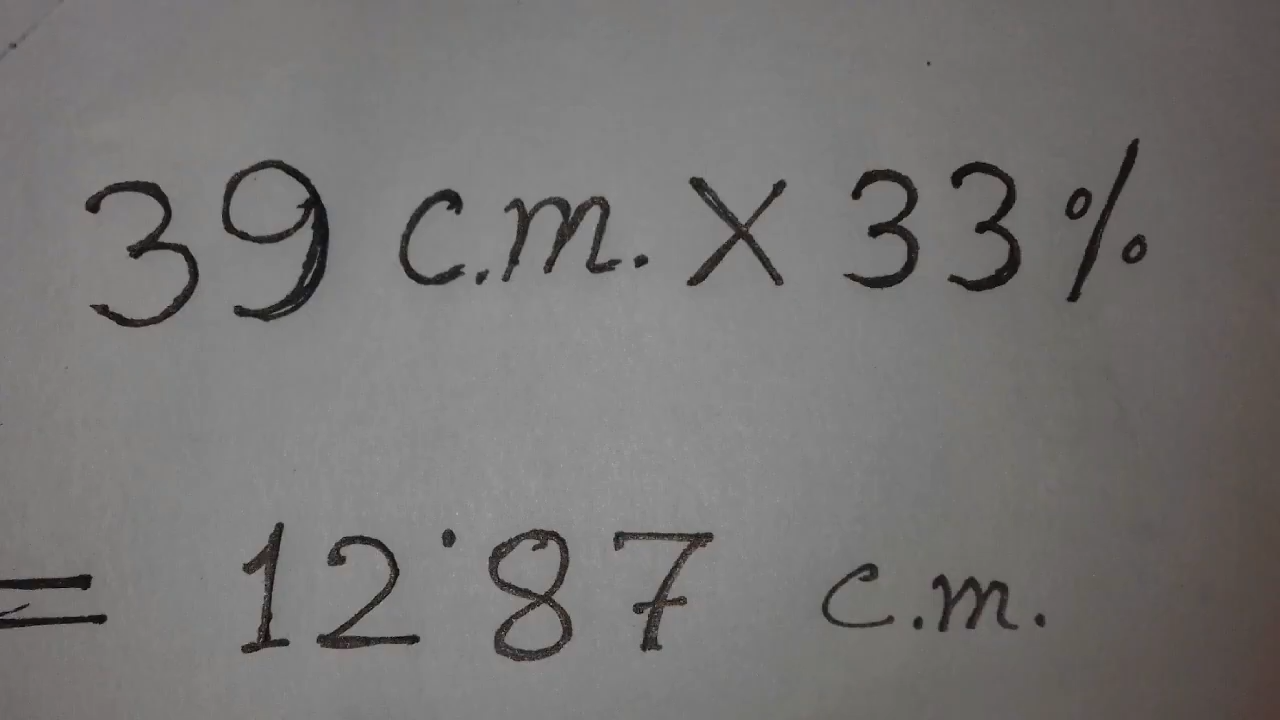 39 c.m. × 33%
= 12·87 c.m.